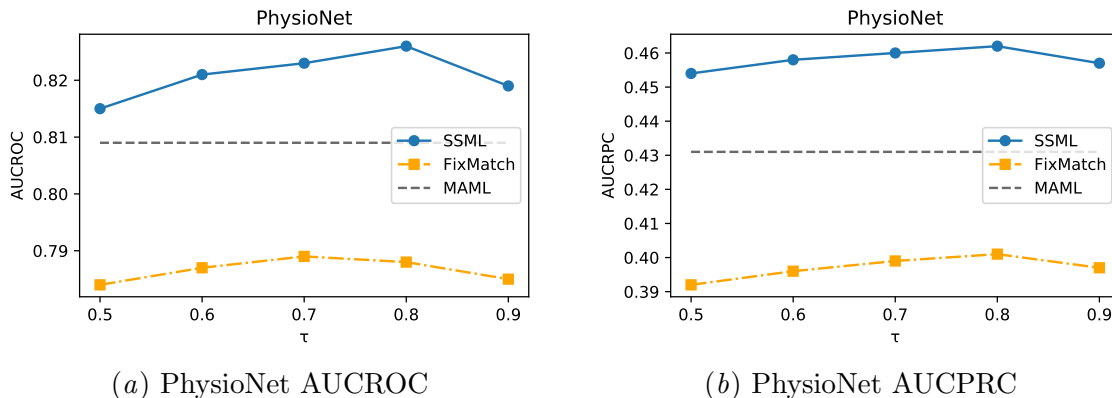 PhysioNet
AUCROC
0.82
0.81
0.80
0.79
SSML
FixMatch
MAML
0.5 0.6 0.7 0.8 0.9
τ
(a) PhysioNet AUCROC
PhysioNet
AUCRPC
0.46
0.45
0.44
0.43
0.42
0.41
0.40
0.39
SSML
FixMatch
MAML
0.5 0.6 0.7 0.8 0.9
τ
(b) PhysioNet AUCPRC